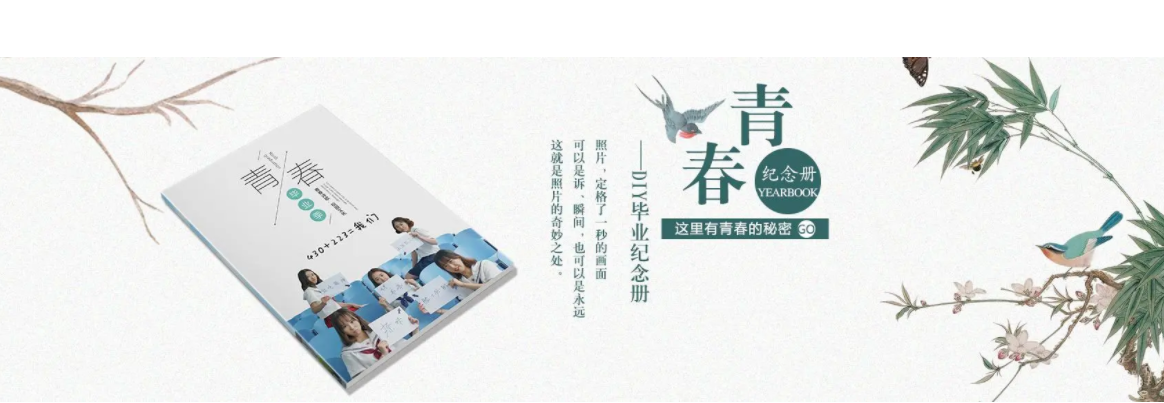 青春
纪念册
YEARBOOK
这里有青春的秘密 GO
——DIY毕业纪念册
照片，定格了一秒的画面
可以是诉、瞬间，也可以是永远
这就是照片的奇妙之处。
青春
毕业册
430+223=我们